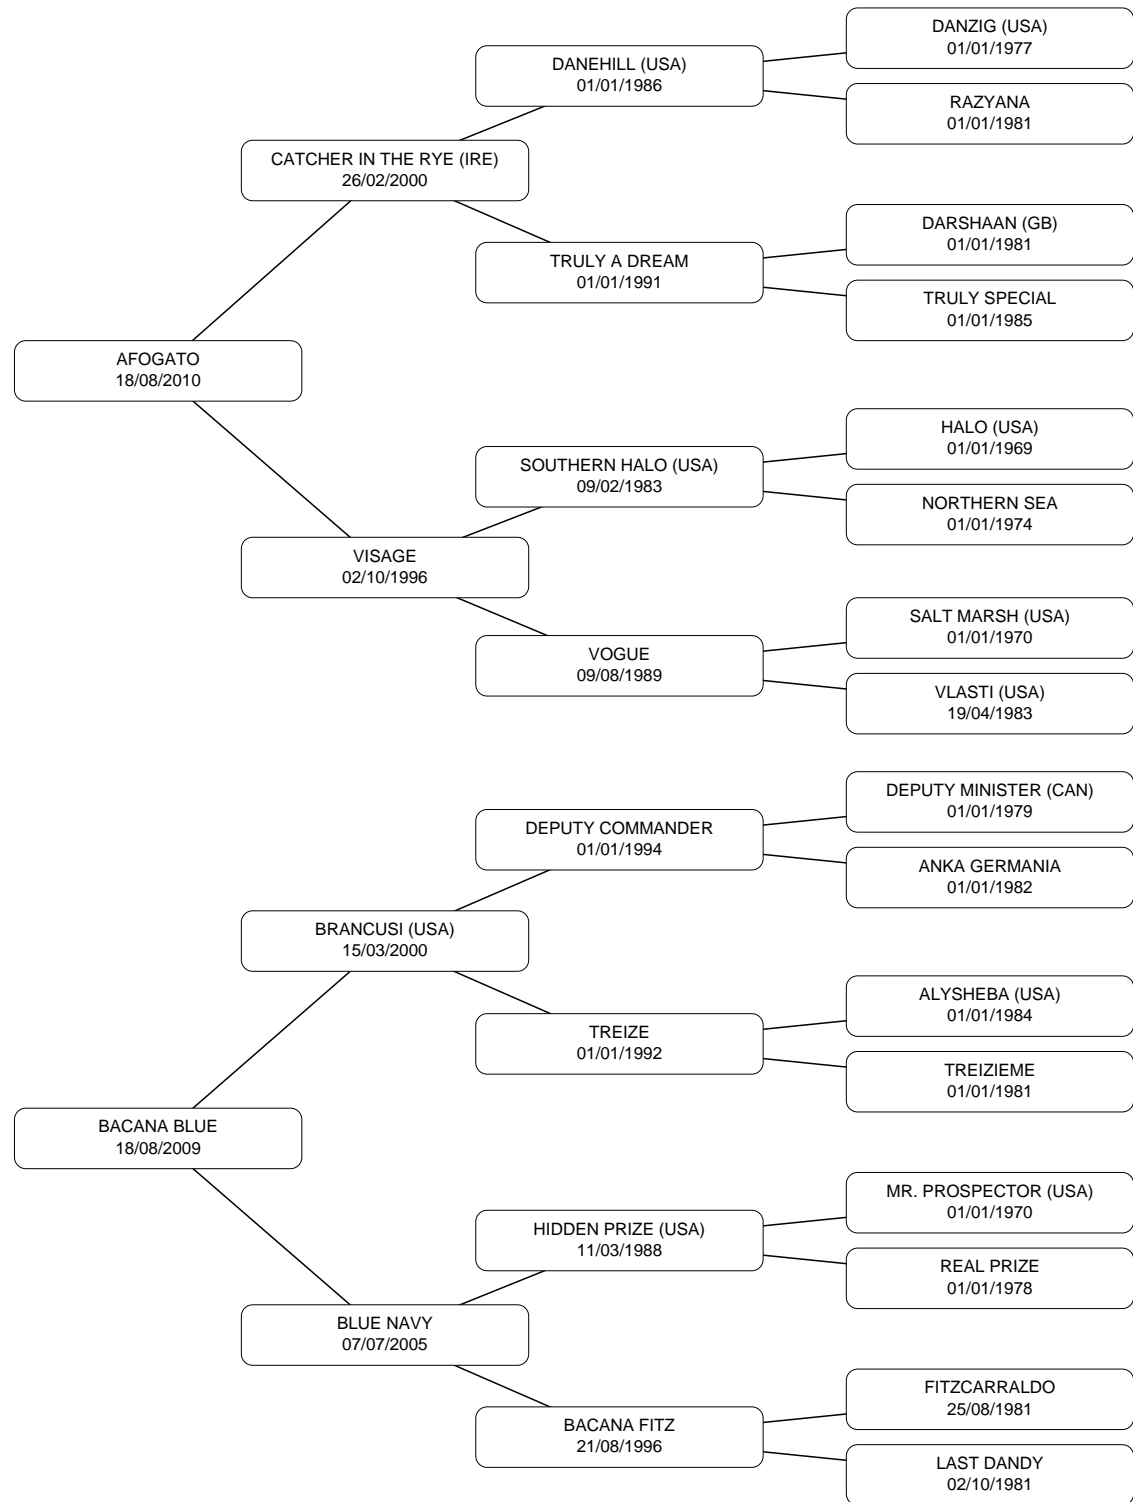 DANZIG (USA)
01/01/1977
DANEHILL (USA)
01/01/1986
RAZYANA
01/01/1981
CATCHER IN THE RYE (IRE)
26/02/2000
DARSHAAN (GB)
01/01/1981
TRULY A DREAM
01/01/1991
TRULY SPECIAL
01/01/1985
AFOGATO
18/08/2010
HALO (USA)
01/01/1969
SOUTHERN HALO (USA)
09/02/1983
NORTHERN SEA
01/01/1974
VISAGE
02/10/1996
SALT MARSH (USA)
01/01/1970
VOGUE
09/08/1989
VLASTI (USA)
19/04/1983
DEPUTY MINISTER (CAN)
01/01/1979
DEPUTY COMMANDER
01/01/1994
ANKA GERMANIA
01/01/1982
BRANCUSI (USA)
15/03/2000
ALYSHEBA (USA)
01/01/1984
TREIZE
01/01/1992
TREIZIEME
01/01/1981
BACANA BLUE
18/08/2009
MR. PROSPECTOR (USA)
01/01/1970
HIDDEN PRIZE (USA)
11/03/1988
REAL PRIZE
01/01/1978
BLUE NAVY
07/07/2005
FITZCARRALDO
25/08/1981
BACANA FITZ
21/08/1996
LAST DANDY
02/10/1981